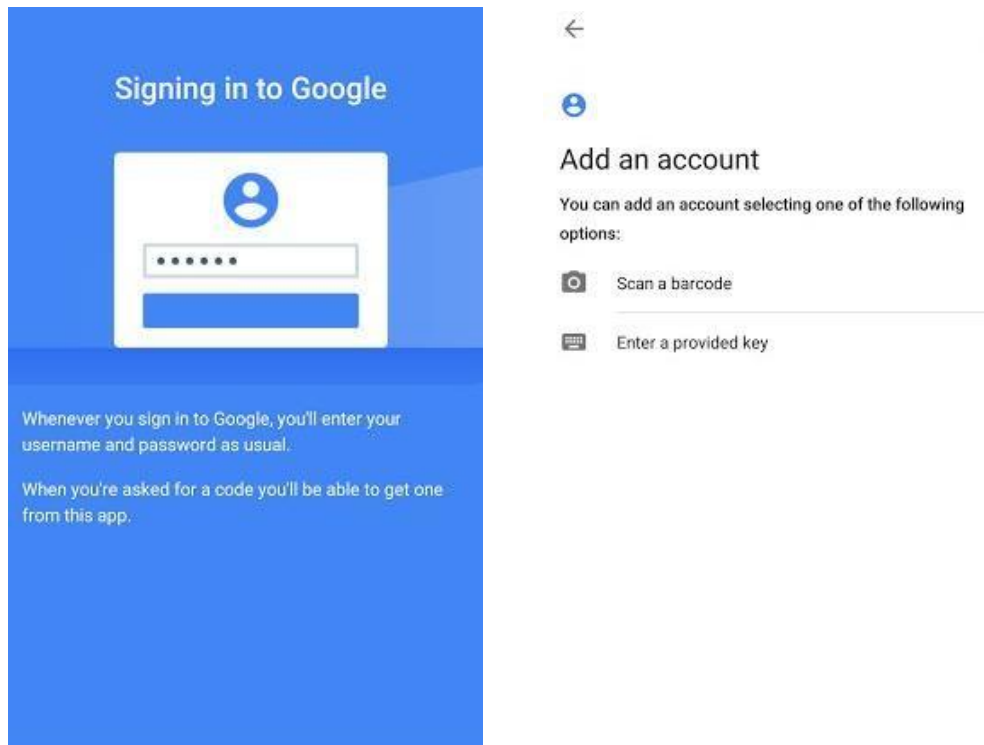 Signing in to Google
Whenever you sign in to Google, you'll enter your
username and password as usual.
When you're asked for a code you'll be able to get one
from this app.
Add an account
You can add an account selecting one of the following
options:
Scan a barcode
Enter a provided key